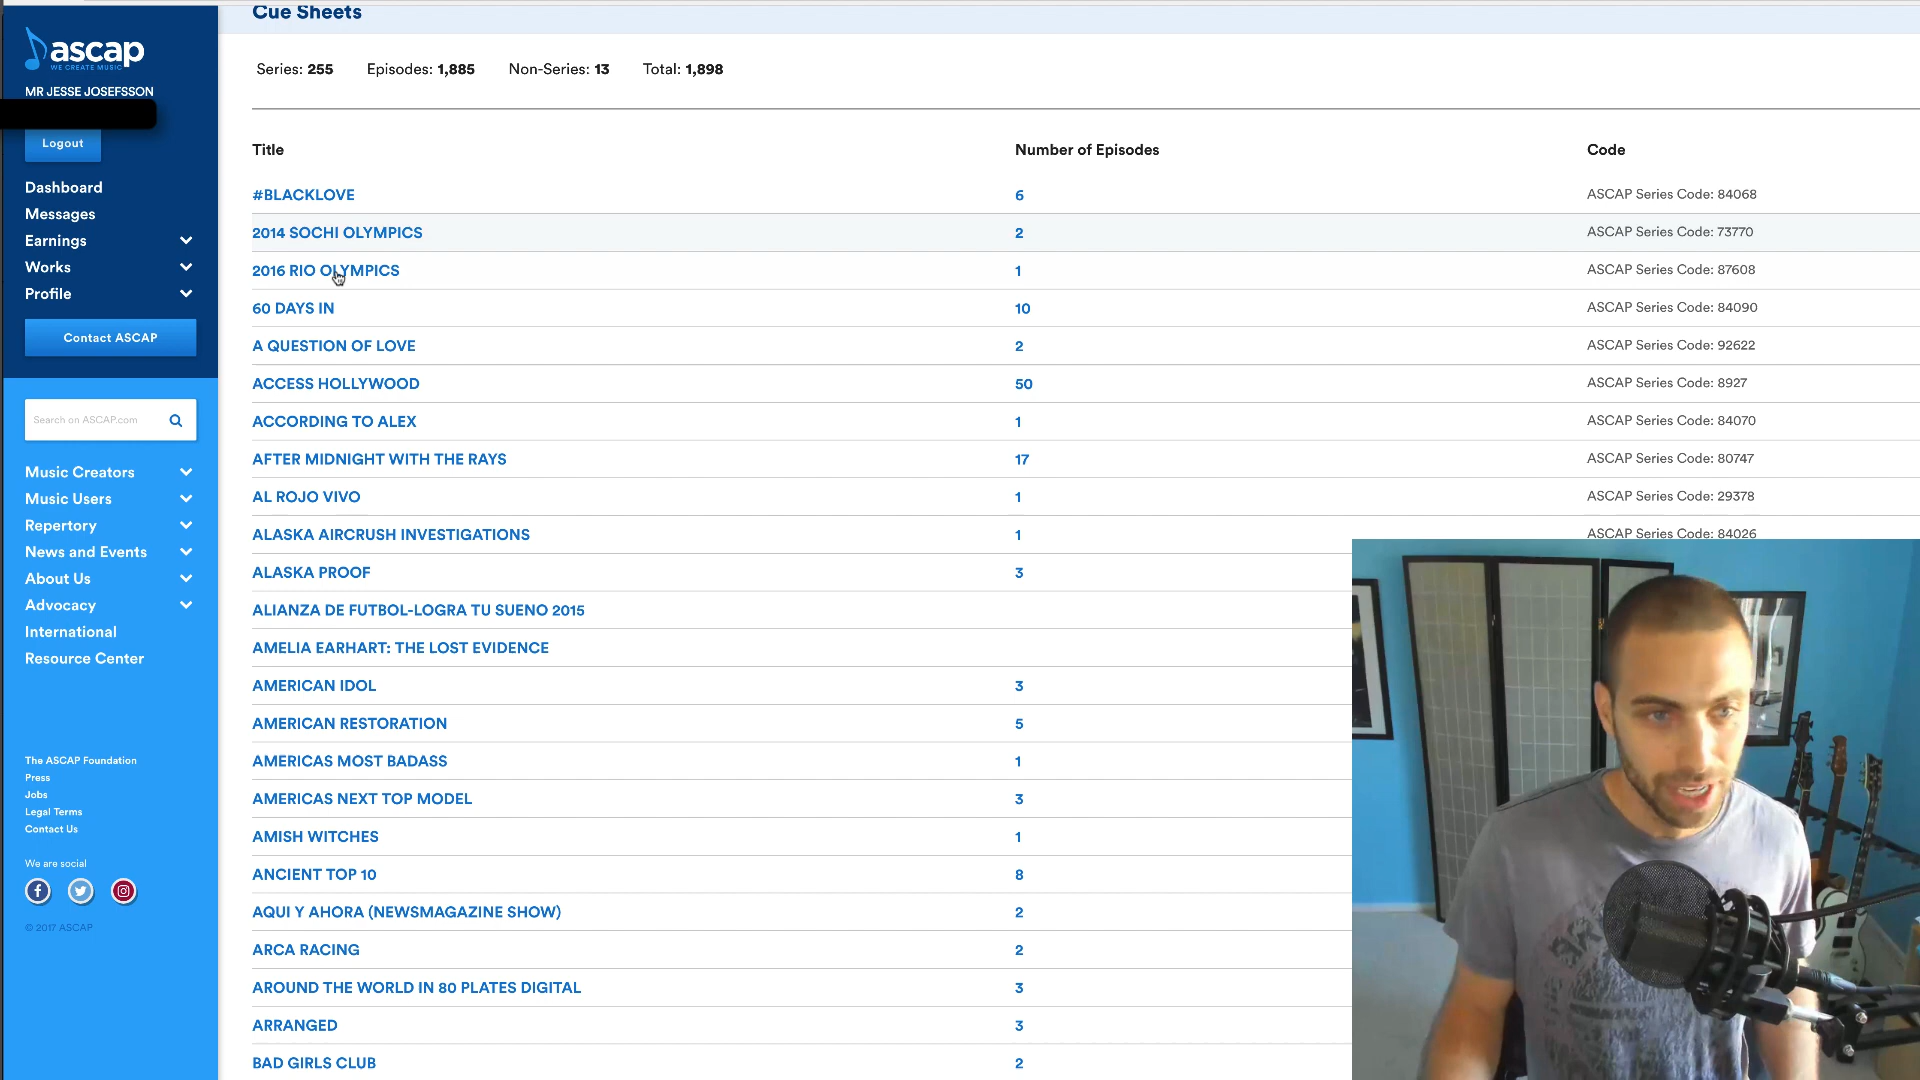 Cue Sheets
ascap
WE CREATE MUSIC
MR JESSE JOSEFSSON
Logout
Dashboard
Messages
Earnings
Works
Profile
Contact ASCAP
Search on ASCAP.com
Music Creators
Music Users
Repertory
News and Events
About Us
Advocacy
International
Resource Center
The ASCAP Foundation
Press
Jobs
Legal Terms
Contact Us
We are social
© 2017 ASCAP
Series: 255 Episodes: 1,885 Non-Series: 13 Total: 1,898
Title Number of Episodes Code
#BLACKLOVE 6 ASCAP Series Code: 84068
2014 SOCHI OLYMPICS 2 ASCAP Series Code: 73770
2016 RIO OLYMPICS 1 ASCAP Series Code: 87608
60 DAYS IN 10 ASCAP Series Code: 84090
A QUESTION OF LOVE 2 ASCAP Series Code: 92622
ACCESS HOLLYWOOD 50 ASCAP Series Code: 8927
ACCORDING TO ALEX 1 ASCAP Series Code: 84070
AFTER MIDNIGHT WITH THE RAYS 17 ASCAP Series Code: 80747
AL ROJO VIVO 1 ASCAP Series Code: 29378
ALASKA AIRCRUSH INVESTIGATIONS 1 ASCAP Series Code: 84026
ALASKA PROOF 3
ALIANZA DE FUTBOL-LOGRA TU SUENO 2015
AMELIA EARHART: THE LOST EVIDENCE
AMERICAN IDOL 3
AMERICAN RESTORATION 5
AMERICAS MOST BADASS 1
AMERICAS NEXT TOP MODEL 3
AMISH WITCHES 1
ANCIENT TOP 10 8
AQUI Y AHORA (NEWSMAGAZINE SHOW) 2
ARCA RACING 2
AROUND THE WORLD IN 80 PLATES DIGITAL 3
ARRANGED 3
BAD GIRLS CLUB 2